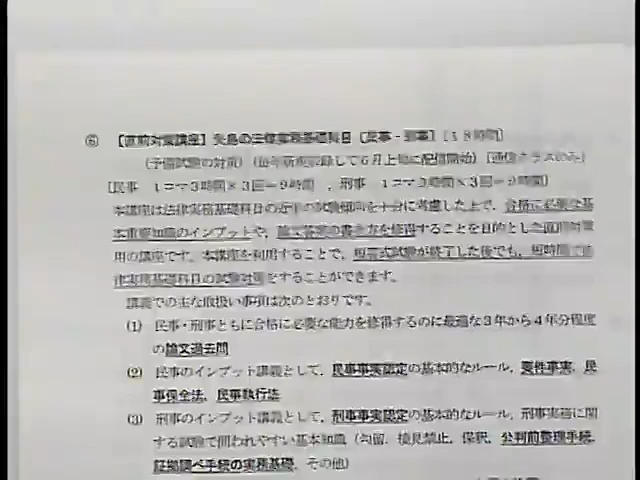 ⑥ 【直前対策講座】矢島の法律実務基礎科目［民事・刑事］［18時間］
（予備試験の対策）（毎年新規収録して6月上旬に配信開始）［通信クラスのみ］
［民事 1コマ3時間×3回＝9時間 、刑事 1コマ3時間×3回＝9時間］
本講座は法律実務基礎科目の近年の試験傾向を十分に考慮した上で、合格に必要な基
本重要知識のインプットや、論文答案の書き方を修得することを目的とした直前対策
用の講座です。本講座を利用することで、短答式試験が終了した後でも、短時間で法
律実務基礎科目の試験対策をすることができます。
講義での主な取扱い事項は次のとおりです。
(1) 民事・刑事ともに合格に必要な能力を修得するのに最適な3年から4年分程度
の論文過去問
(2) 民事のインプット講義として、民事事実認定の基本的なルール、要件事実、民
事保全法、民事執行法
(3) 刑事のインプット講義として、刑事事実認定の基本的なルール、刑事実務に関
する試験で問われやすい基本知識（勾留、接見禁止、保釈、公判前整理手続、
証拠調べ手続の実務基礎、その他）